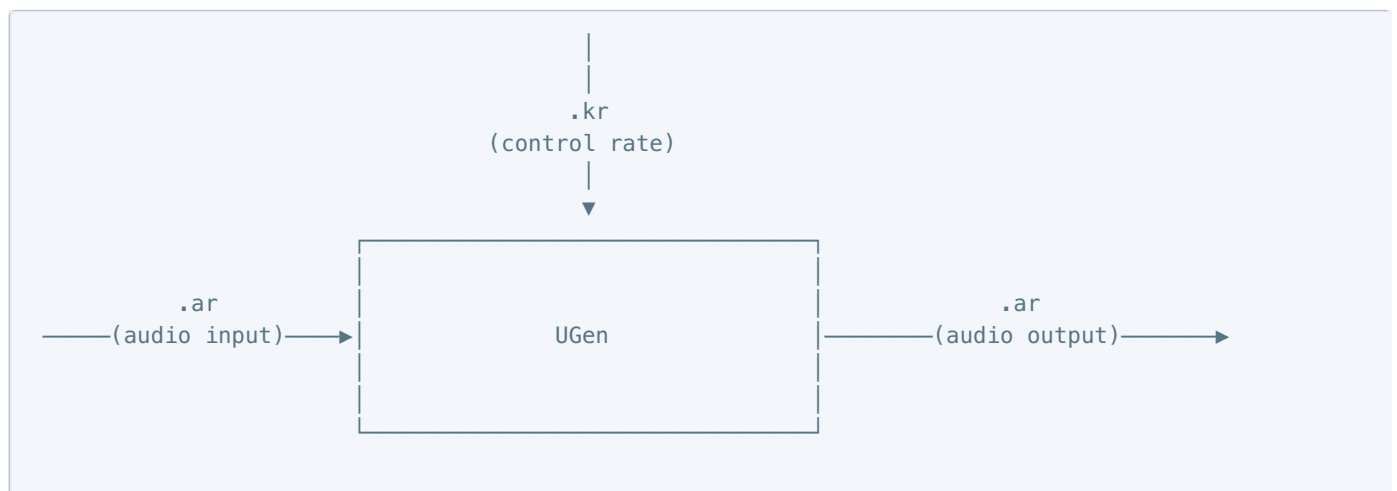 .kr
(control rate)
.ar
.ar
(audio input)
UGen
(audio output)